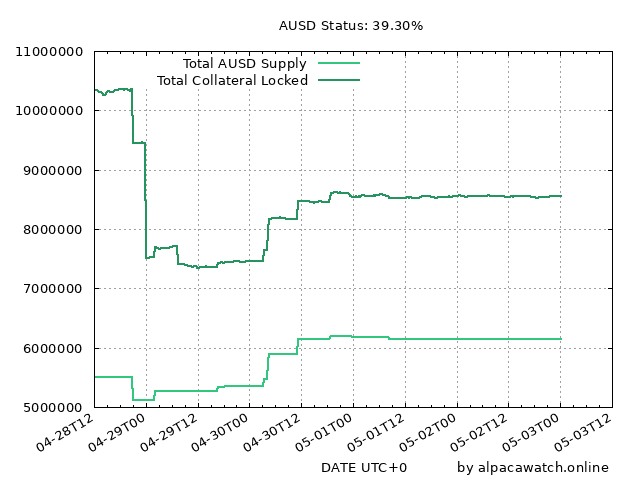 AUSD Status: 39.30%
11000000
10000000
9000000
8000000
7000000
6000000
5000000
Total AUSD Supply
Total Collateral Locked
04-28T12
04-29T00
04-29T12
04-30T00
04-30T12
05-01T00
05-01T12
05-02T00
05-02T12
05-03T00
05-03T12
DATE UTC+0
by alpacawatch.online